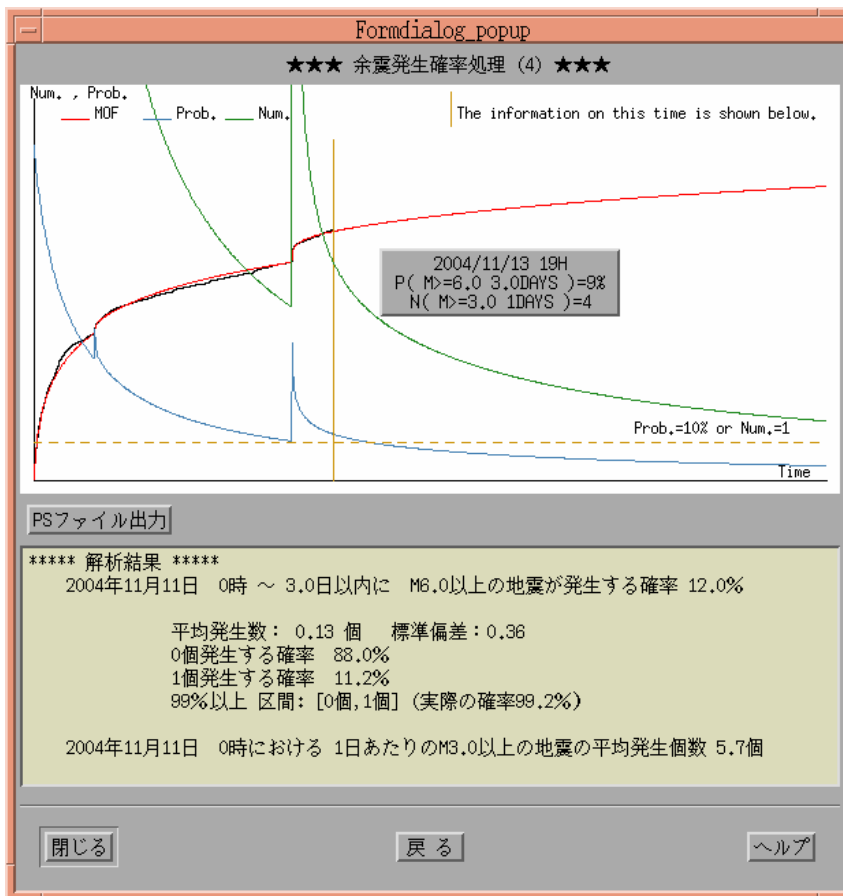 Formdialog_popup
★★★ 余震発生確率処理 (4) ★★★
Num. , Prob.
MOF Prob. Num.
The information on this time is shown below.
2004/11/13 19H
P( M>=6.0 3.0DAYS )=9%
N( M>=3.0 1DAYS )=4
Prob.=10% or Num.=1
Time
PSファイル出力
***** 解析結果 *****
2004年11月11日 0時 ～ 3.0日以内に M6.0以上の地震が発生する確率 12.0%
平均発生数： 0.13 個 標準偏差：0.36
0個発生する確率 88.0%
1個発生する確率 11.2%
99%以上 区間: [0個,1個] (実際の確率99.2%)
2004年11月11日 0時における 1日あたりのM3.0以上の地震の平均発生個数 5.7個
閉じる 戻 る ヘルプ